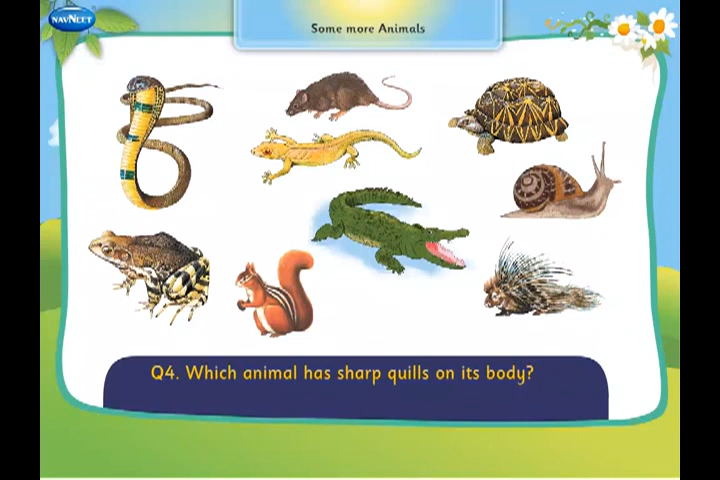 NAVNEET
Some more Animals
Q4. Which animal has sharp quills on its body?